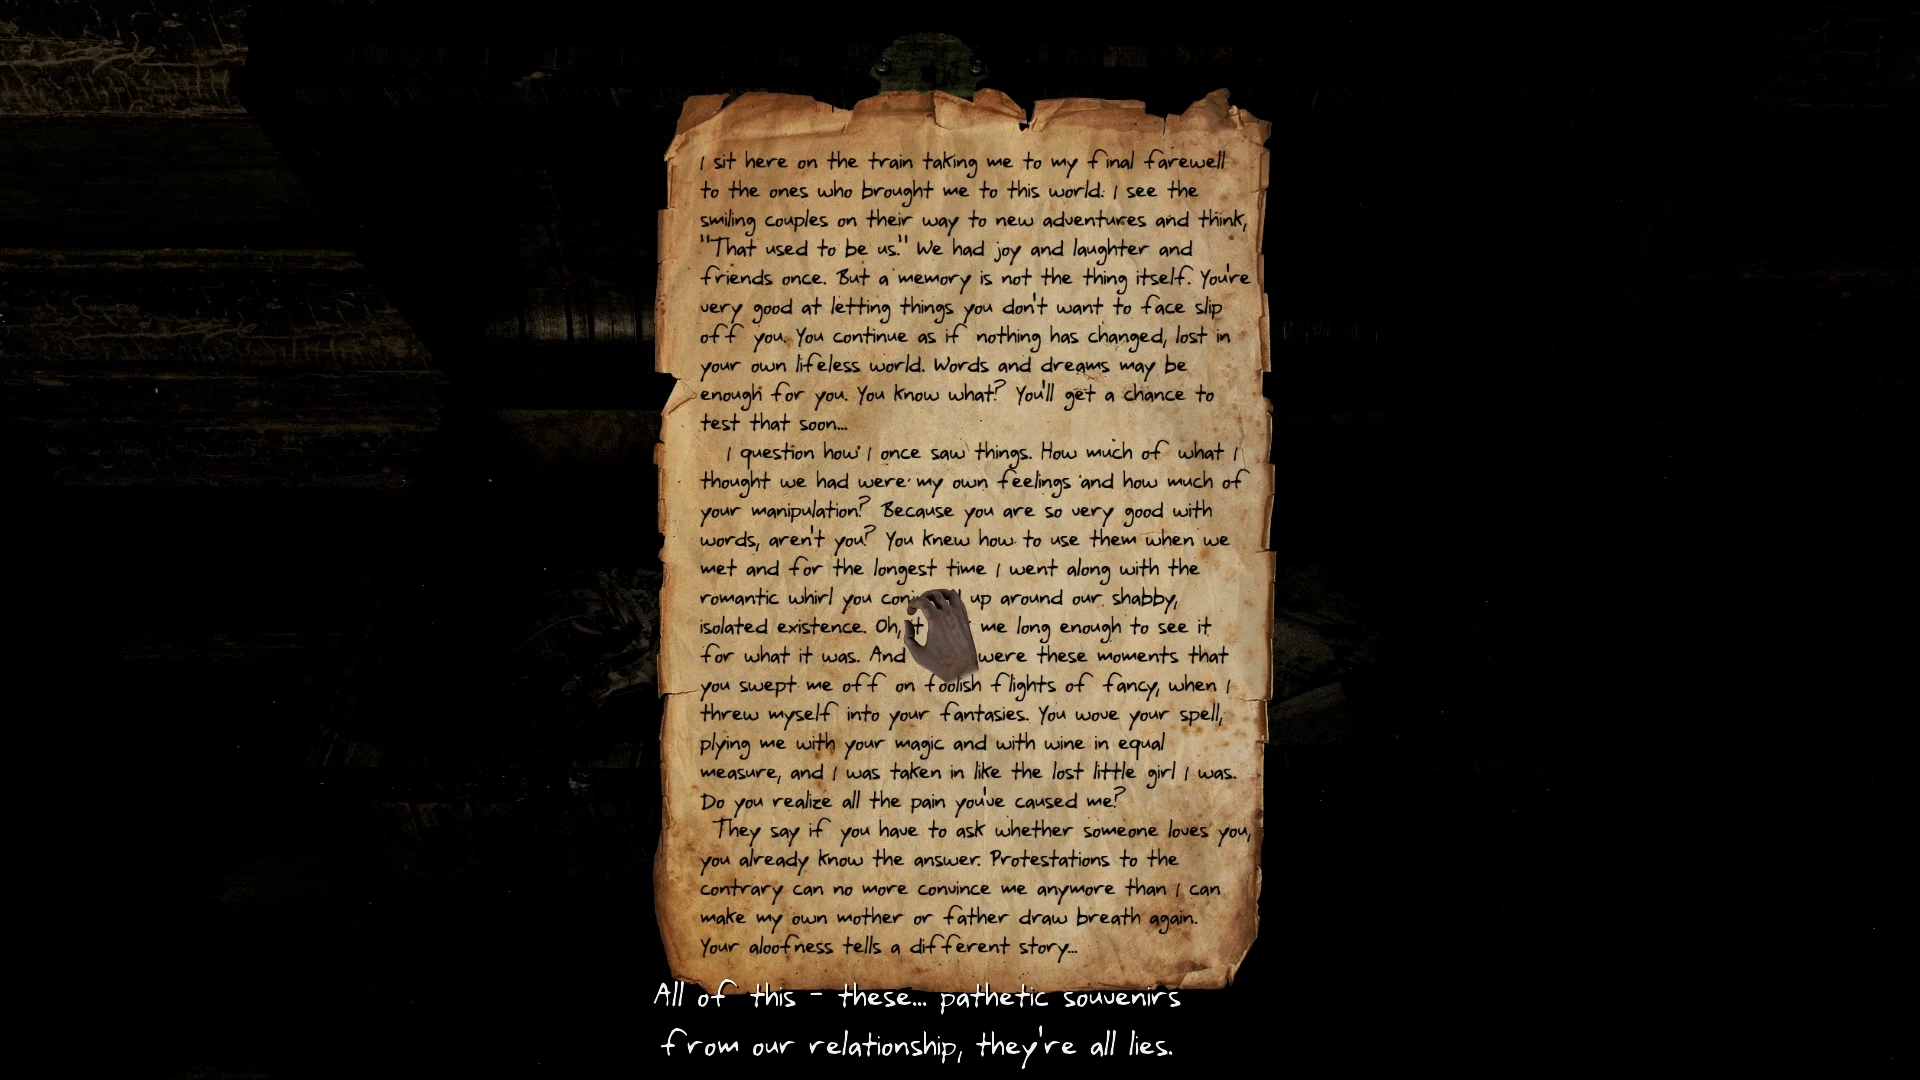 I sit here on the train taking me to my final farewell
to the ones who brought me to this world. I see the
smiling couples on their way to new adventures and think,
"That used to be us." We had joy and laughter and
friends once. But a memory is not the thing itself. You're
very good at letting things you don't want to face slip
off you. You continue as if nothing has changed, lost in
your own lifeless world. Words and dreams may be
enough for you. You know what? You'll get a chance to
test that soon...
I question how I once saw things. How much of what I
thought we had were my own feelings and how much of
your manipulation? Because you are so very good with
words, aren't you? You knew how to use them when we
met and for the longest time I went along with the
romantic whirl you up around our shabby,
isolated existence. Oh, it me long enough to see it
for what it was. And were these moments that
you swept me off on foolish flights of fancy, when I
threw myself into your fantasies. You wove your spell,
plying me with your magic and with wine in equal
measure, and I was taken in like the lost little girl I was.
Do you realize all the pain you've caused me?
They say if you have to ask whether someone loves you,
you already know the answer. Protestations to the
contrary can no more convince me anymore than I can
make my own mother or father draw breath again.
Your aloofness tells a different story...
All of this - these... pathetic souvenirs
from our relationship, they're all lies.